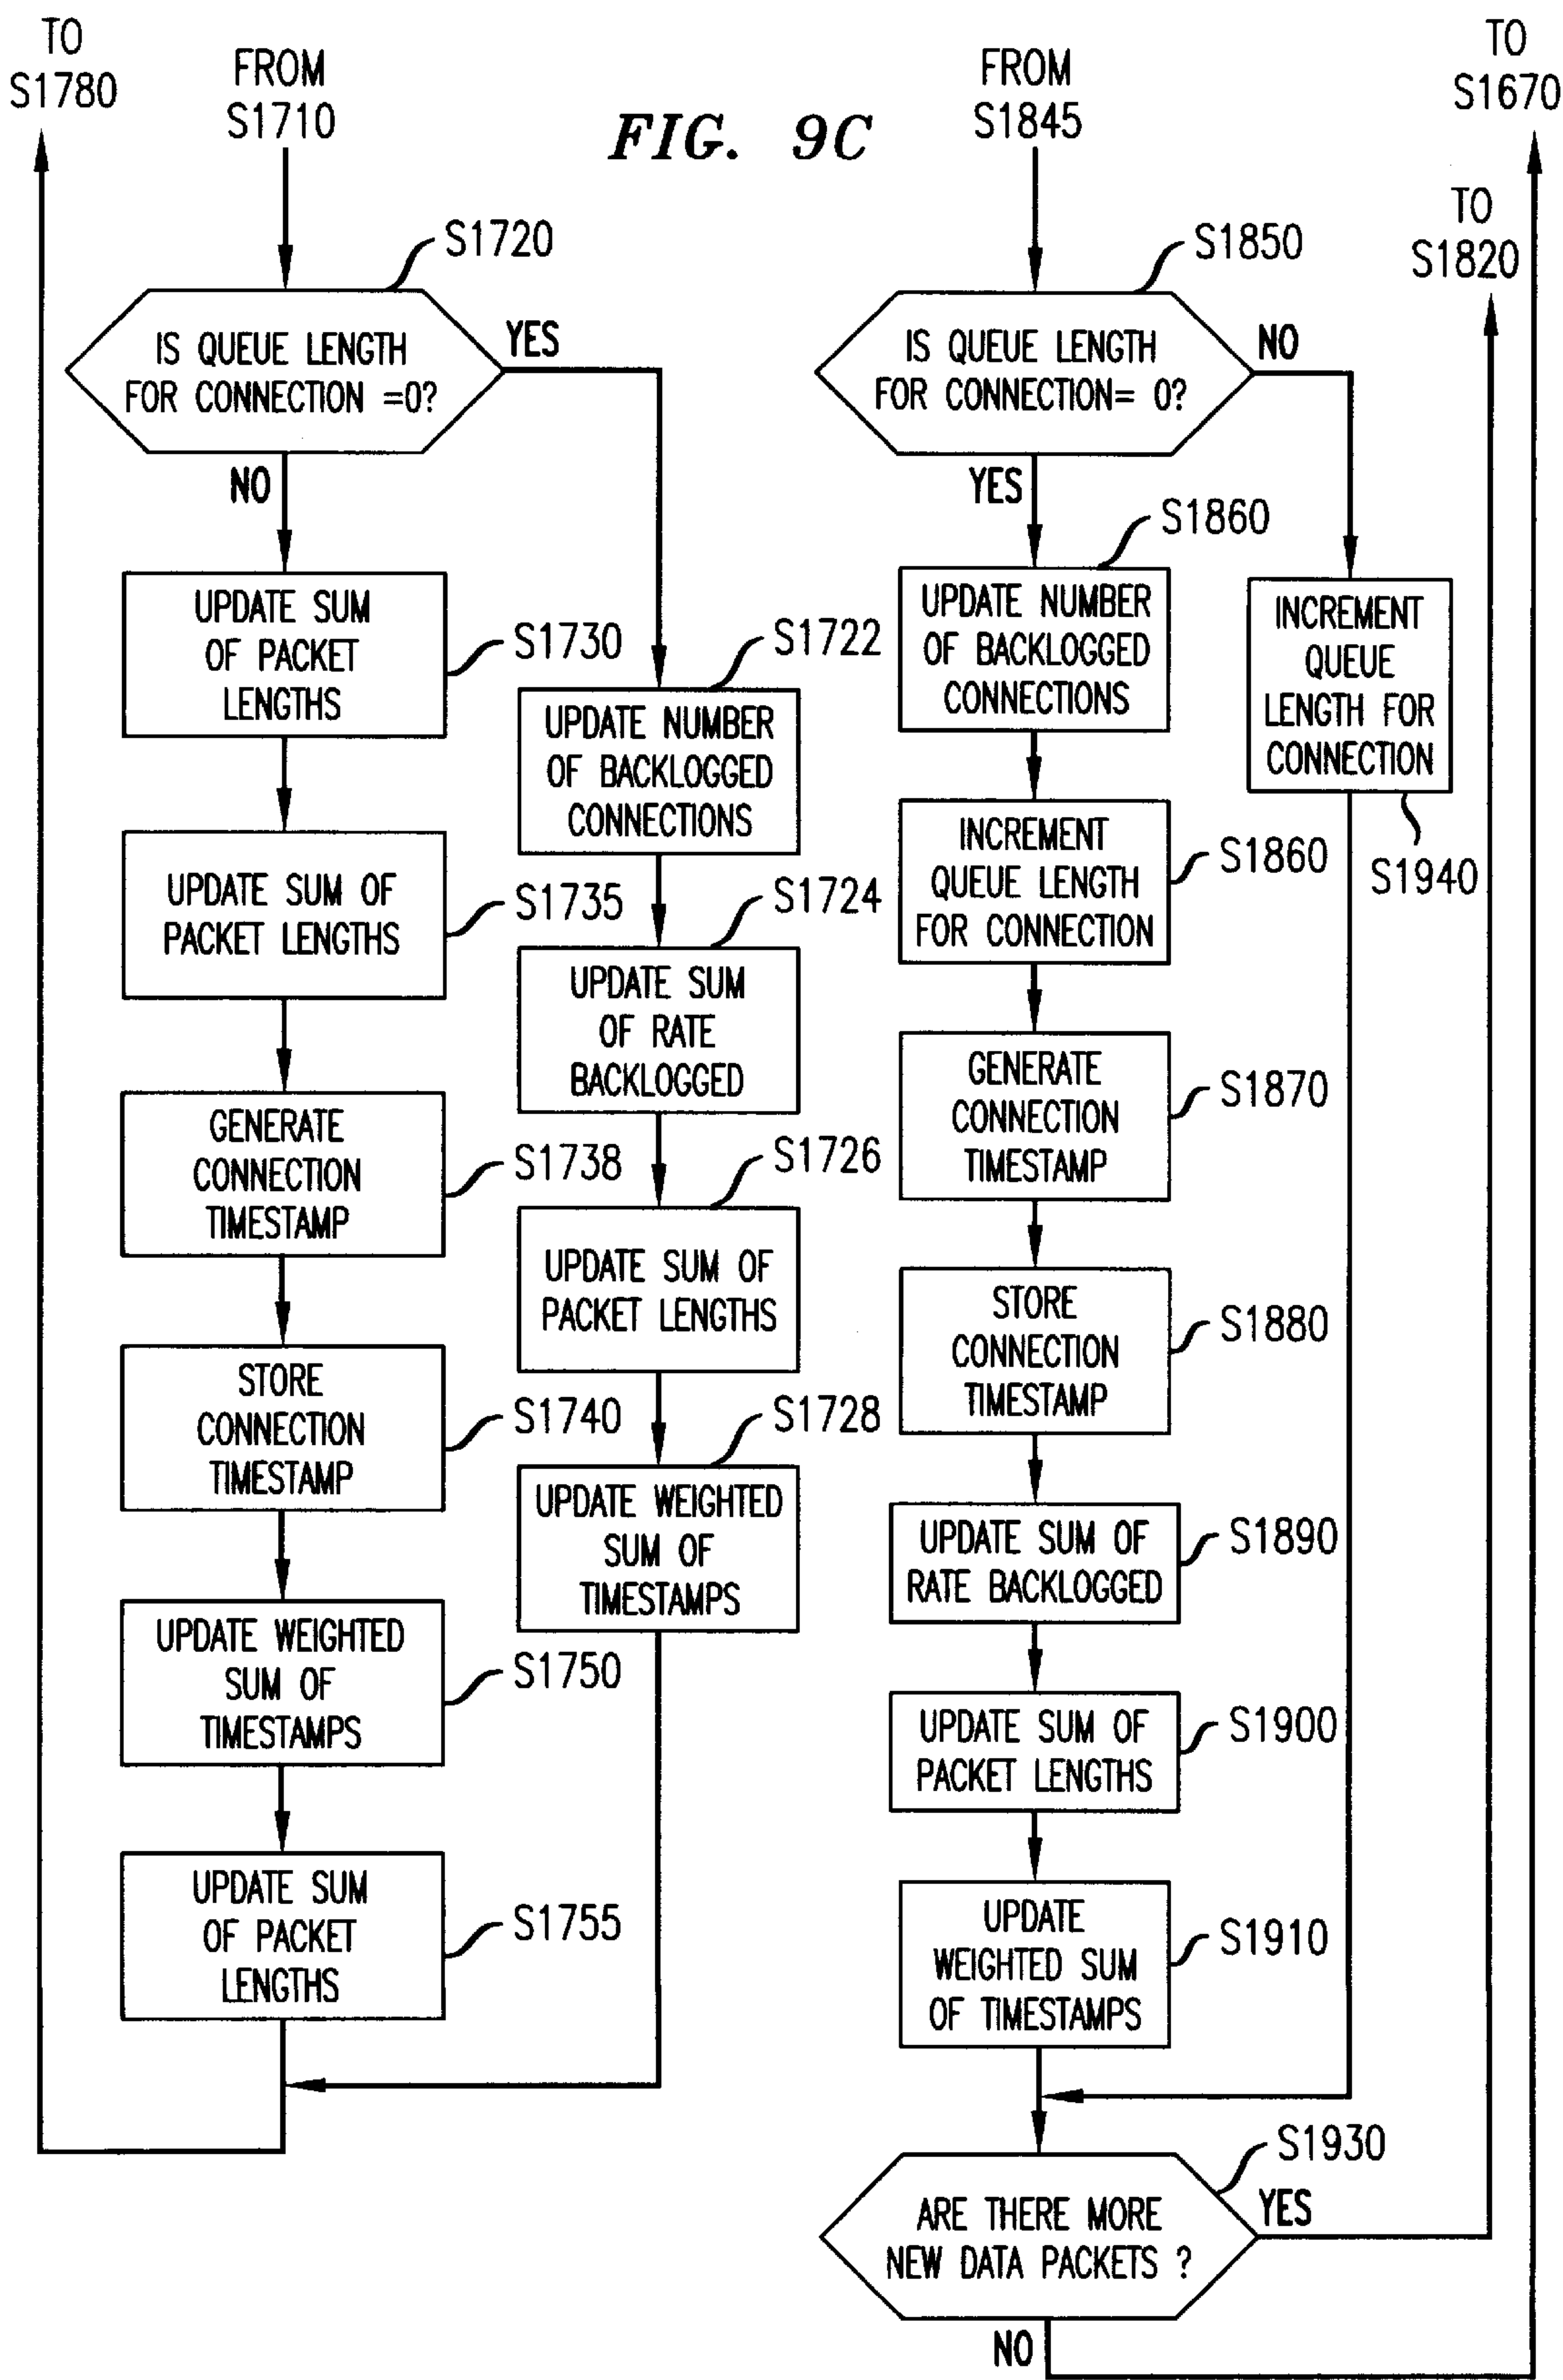 TO
S1780
FROM
S1710
FIG. 9C
FROM
S1845
TO
S1670
TO
S1820
S1720
IS QUEUE LENGTH
FOR CONNECTION =0?
YES
NO
UPDATE SUM
OF PACKET
LENGTHS
S1730
UPDATE SUM OF
PACKET LENGTHS
S1735
GENERATE
CONNECTION
TIMESTAMP
S1738
STORE
CONNECTION
TIMESTAMP
S1740
UPDATE WEIGHTED
SUM OF
TIMESTAMPS
S1750
UPDATE SUM
OF PACKET
LENGTHS
S1755
S1722
UPDATE NUMBER
OF BACKLOGGED
CONNECTIONS
S1724
UPDATE SUM
OF RATE
BACKLOGGED
S1726
UPDATE SUM OF
PACKET LENGTHS
S1728
UPDATE WEIGHTED
SUM OF
TIMESTAMPS
S1850
IS QUEUE LENGTH
FOR CONNECTION= 0?
NO
YES
S1860
UPDATE NUMBER
OF BACKLOGGED
CONNECTIONS
INCREMENT
QUEUE LENGTH
FOR CONNECTION
S1860
GENERATE
CONNECTION
TIMESTAMP
S1870
STORE
CONNECTION
TIMESTAMP
S1880
UPDATE SUM OF
RATE BACKLOGGED
S1890
UPDATE SUM OF
PACKET LENGTHS
S1900
UPDATE
WEIGHTED SUM
OF TIMESTAMPS
S1910
INCREMENT
QUEUE
LENGTH FOR
CONNECTION
S1940
S1930
ARE THERE MORE
NEW DATA PACKETS ?
YES
NO